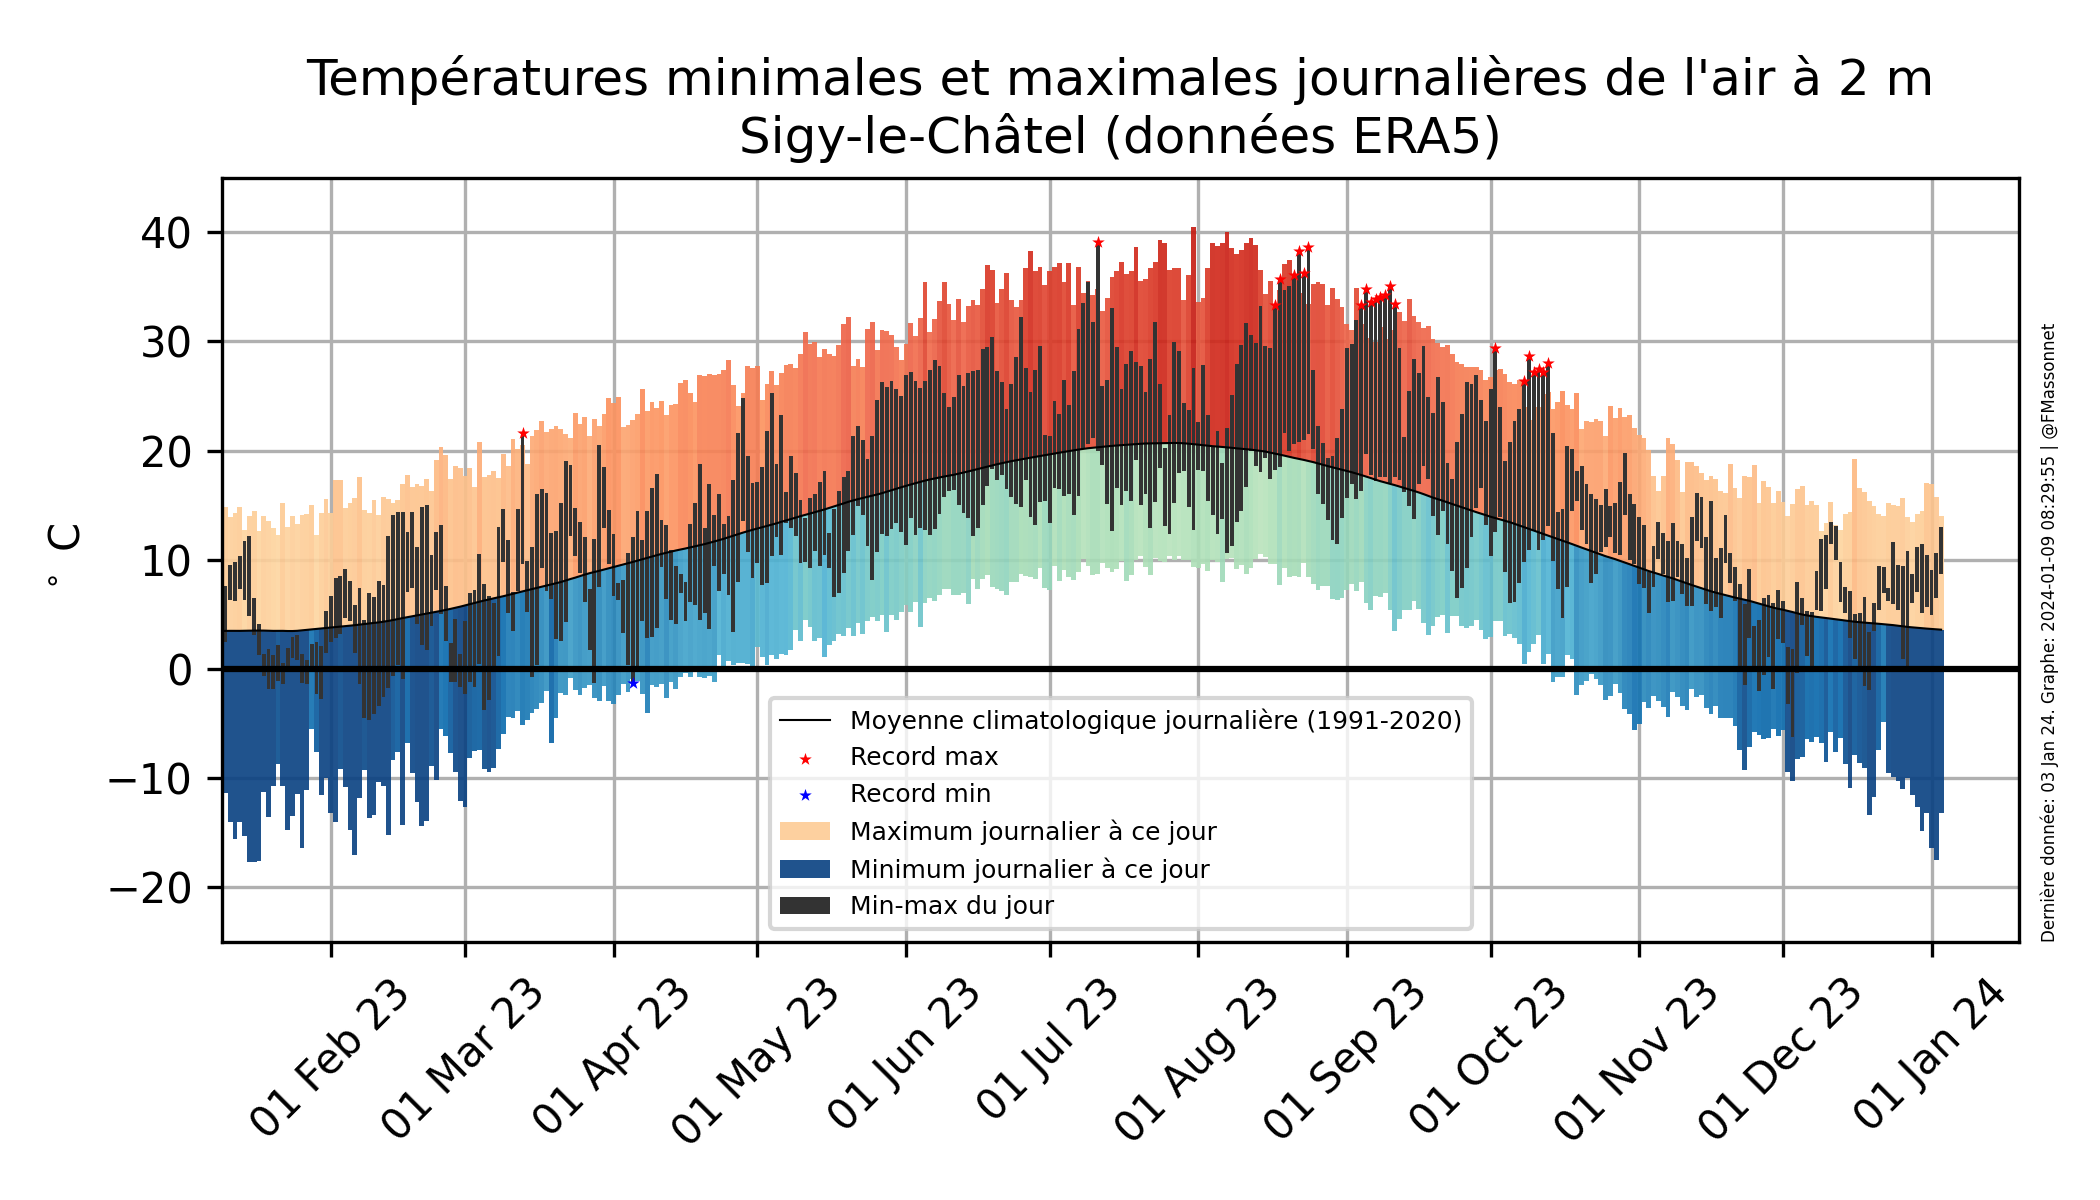 Températures minimales et maximales journalières de l'air à 2 m
Sigy-le-Châtel (données ERA5)
° C
40
30
20
10
0
−10
−20
Moyenne climatologique journalière (1991-2020)
Record max
Record min
Maximum journalier à ce jour
Minimum journalier à ce jour
Min-max du jour
01 Feb 23
01 Mar 23
01 Apr 23
01 May 23
01 Jun 23
01 Jul 23
01 Aug 23
01 Sep 23
01 Oct 23
01 Nov 23
01 Dec 23
01 Jan 24
Dernière donnée: 03 Jan 24. Graphe: 2024-01-09 08:29:55 | @FMassonnet